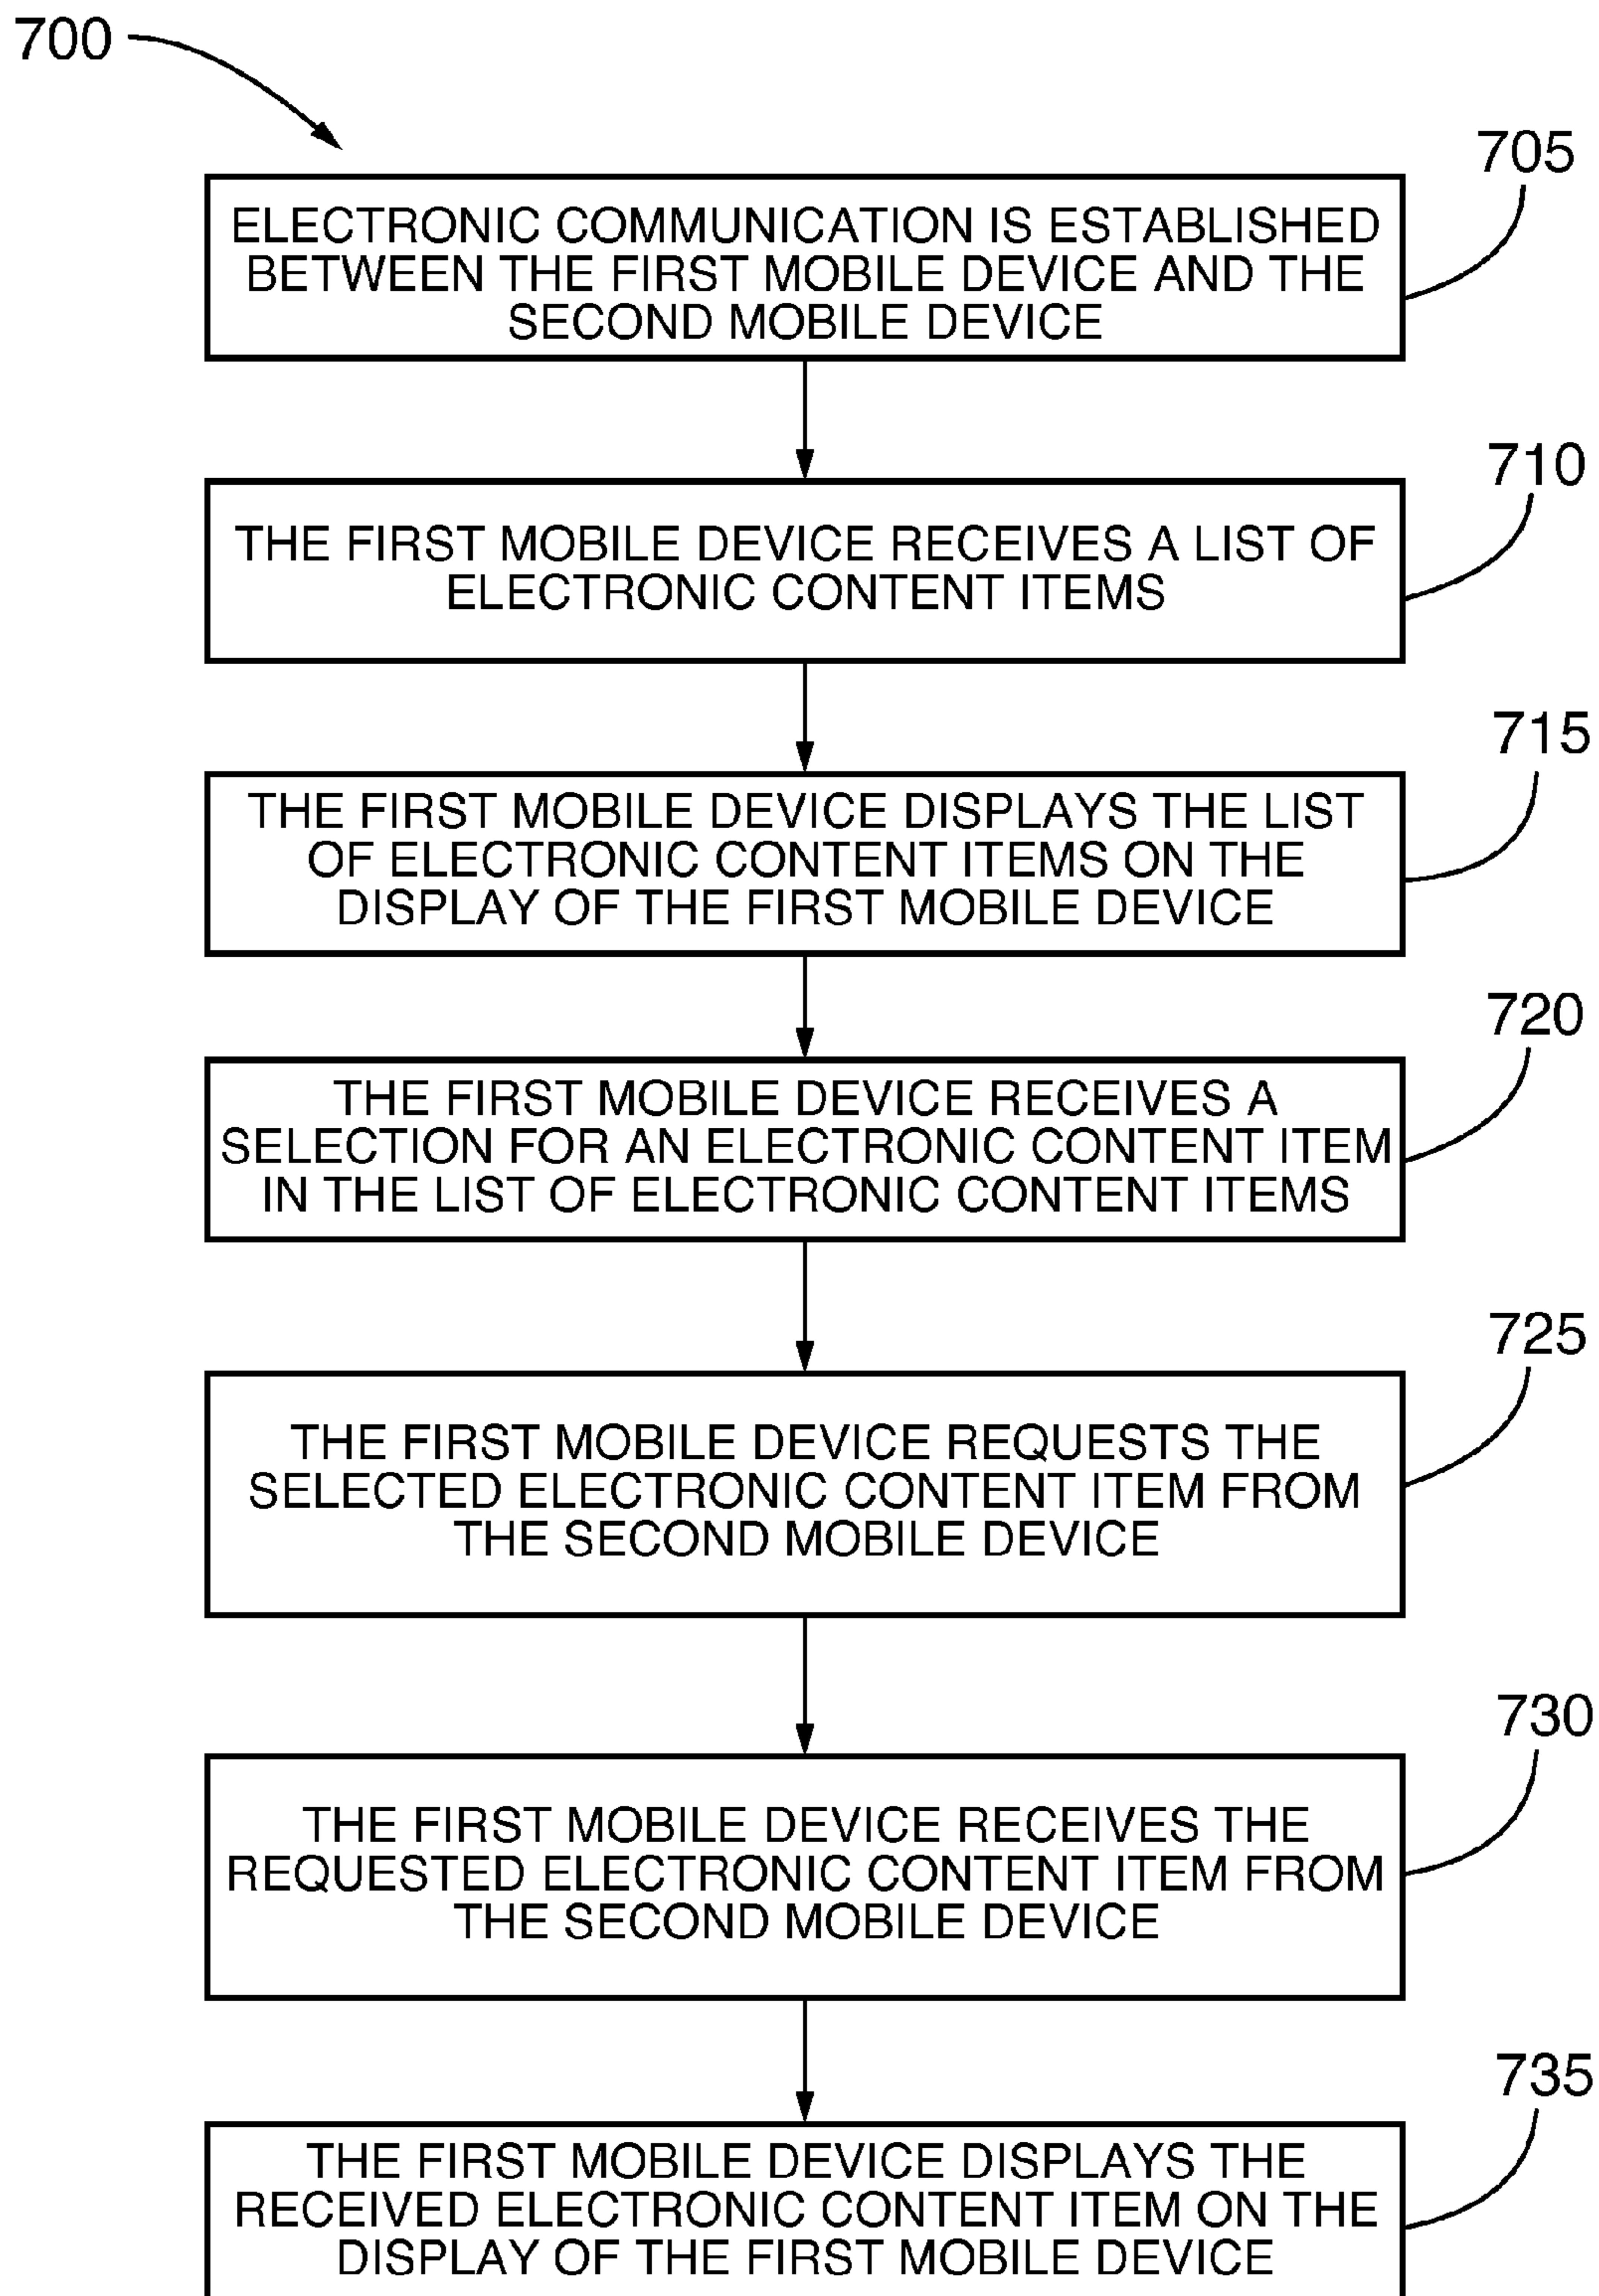 700
705
ELECTRONIC COMMUNICATION IS ESTABLISHED
BETWEEN THE FIRST MOBILE DEVICE AND THE
SECOND MOBILE DEVICE
710
THE FIRST MOBILE DEVICE RECEIVES A LIST OF
ELECTRONIC CONTENT ITEMS
715
THE FIRST MOBILE DEVICE DISPLAYS THE LIST
OF ELECTRONIC CONTENT ITEMS ON THE
DISPLAY OF THE FIRST MOBILE DEVICE
720
THE FIRST MOBILE DEVICE RECEIVES A
SELECTION FOR AN ELECTRONIC CONTENT ITEM
IN THE LIST OF ELECTRONIC CONTENT ITEMS
725
THE FIRST MOBILE DEVICE REQUESTS THE
SELECTED ELECTRONIC CONTENT ITEM FROM
THE SECOND MOBILE DEVICE
730
THE FIRST MOBILE DEVICE RECEIVES THE
REQUESTED ELECTRONIC CONTENT ITEM FROM
THE SECOND MOBILE DEVICE
735
THE FIRST MOBILE DEVICE DISPLAYS THE
RECEIVED ELECTRONIC CONTENT ITEM ON THE
DISPLAY OF THE FIRST MOBILE DEVICE